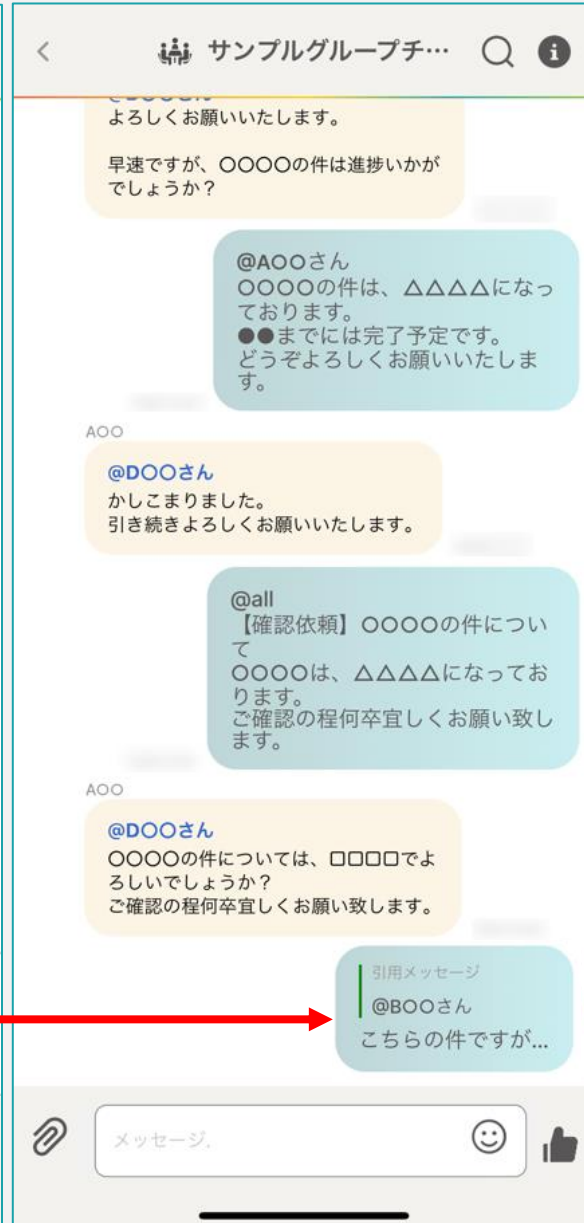 サンプルグループチ…
よろしくお願いいたします。
早速ですが、〇〇〇〇の件は進捗いかが
でしょうか？
@A〇〇さん
〇〇〇〇の件は、△△△△になっ
ております。
●●までには完了予定です。
どうぞよろしくお願いいたしま
す。
A〇〇
@D〇〇さん
かしこまりました。
引き続きよろしくお願いいたします。
@all
【確認依頼】〇〇〇〇の件につい
て
〇〇〇〇は、△△△△になってお
ります。
ご確認の程何卒宜しくお願い致し
ます。
A〇〇
@D〇〇さん
〇〇〇〇の件については、□□□□でよ
ろしいでしょうか？
ご確認の程何卒宜しくお願い致します。
引用メッセージ
@B〇〇さん
こちらの件ですが...
メッセージ.